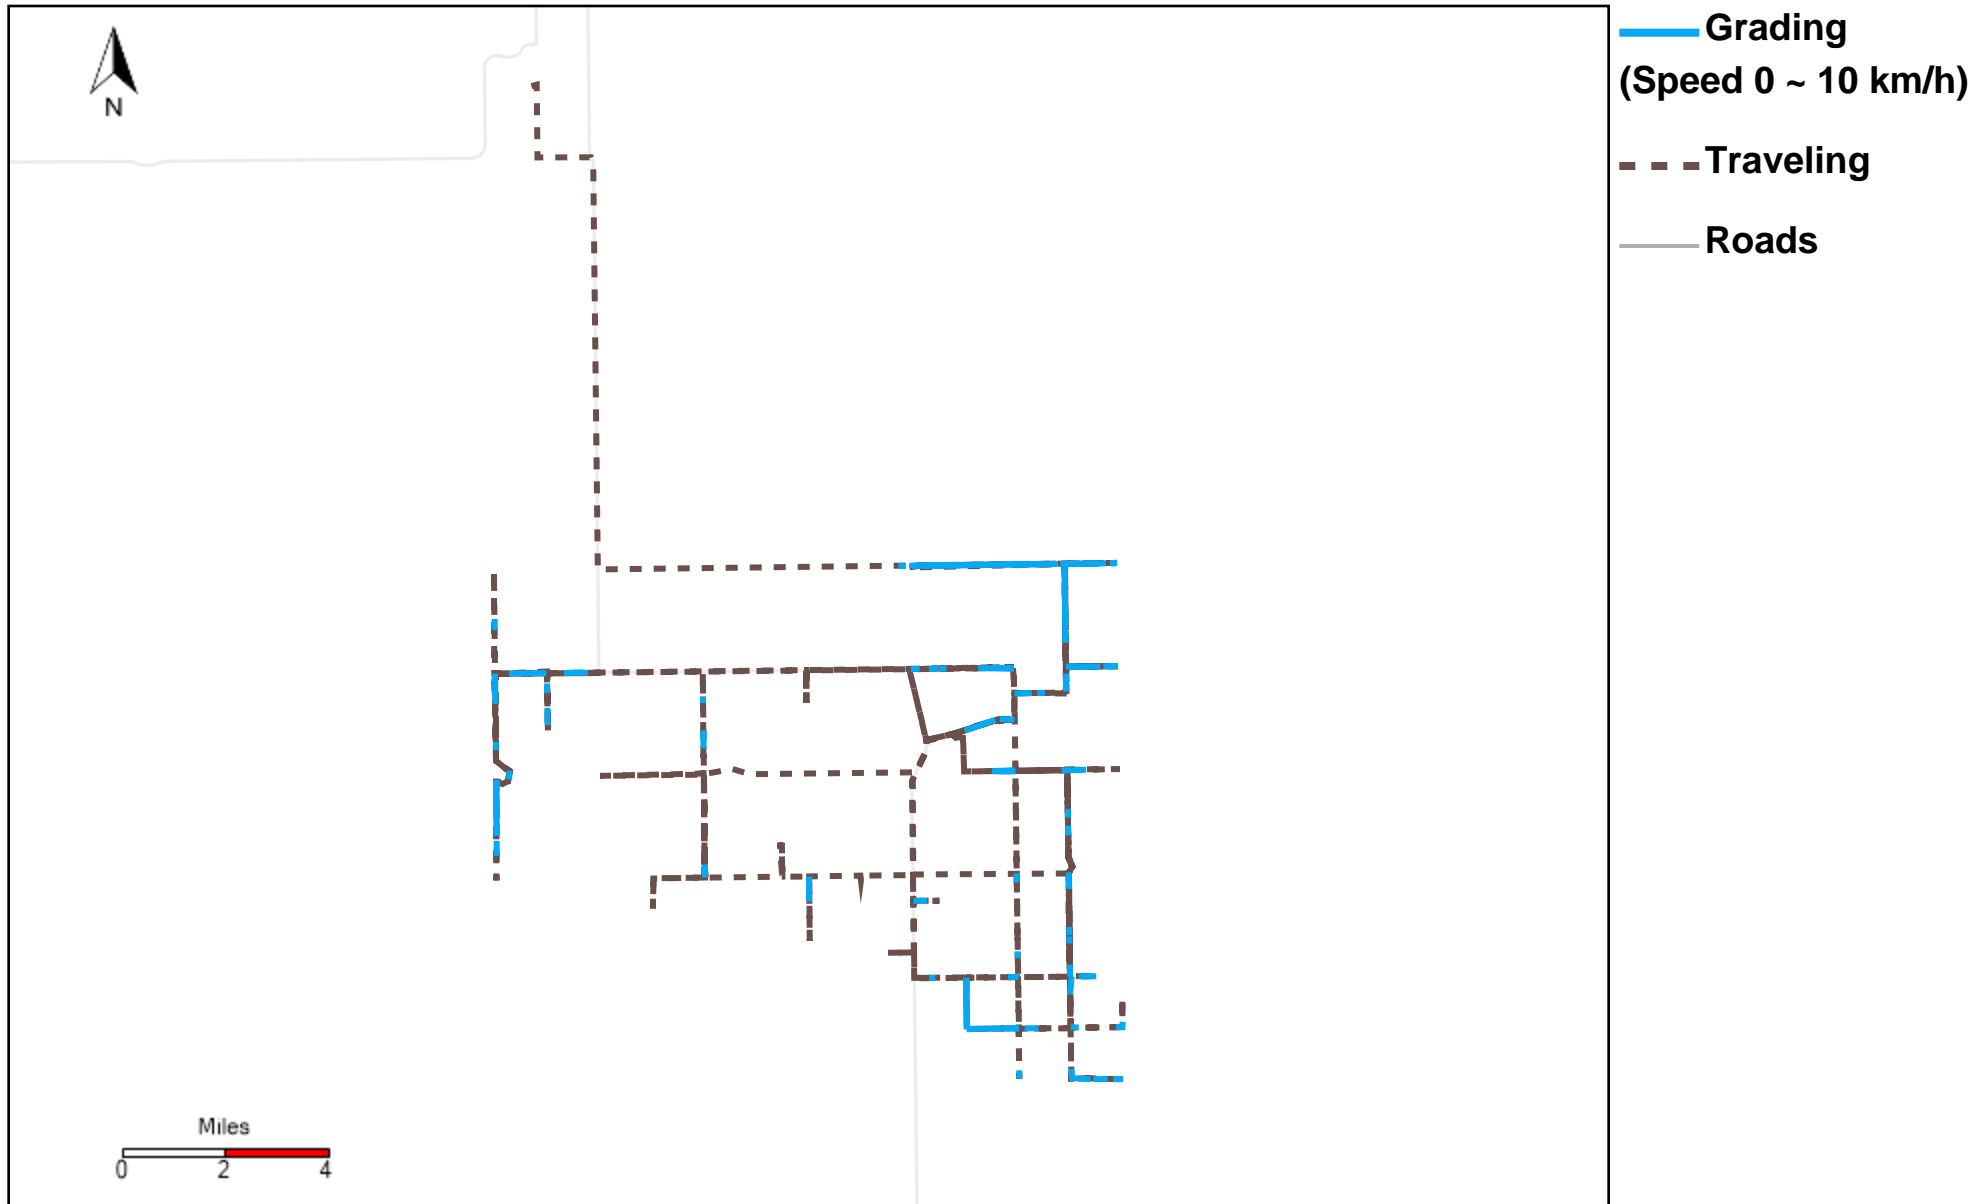 N
Grading
(Speed 0 ~ 10 km/h)
Traveling
Roads
Miles
0 2 4